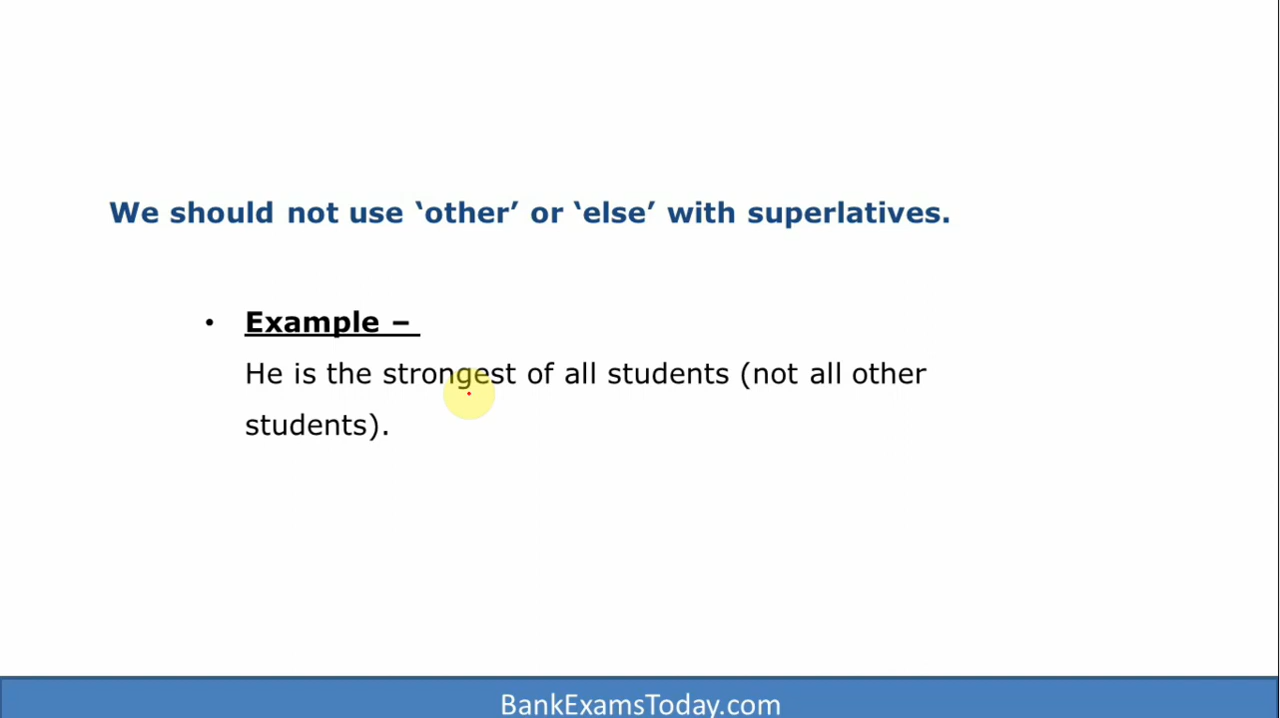 We should not use ‘other’ or ‘else’ with superlatives.
• Example –
He is the strongest of all students (not all other
students).
BankExamsToday.com